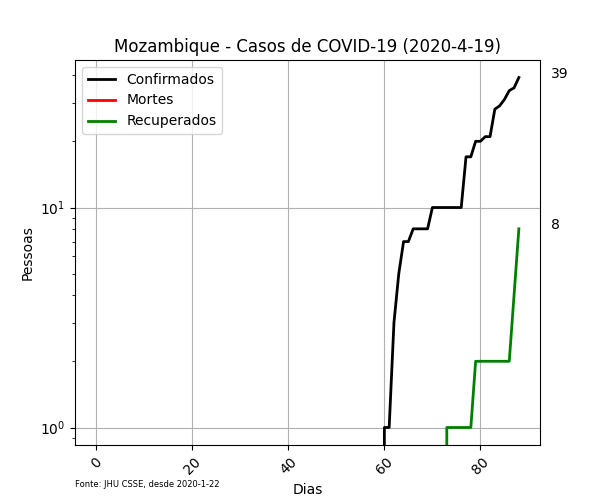 Mozambique - Casos de COVID-19 (2020-4-19)
Confirmados
Mortes
Recuperados
39
8
10¹
10⁰
Pessoas
0 20 40 60 80
Dias
Fonte: JHU CSSE, desde 2020-1-22